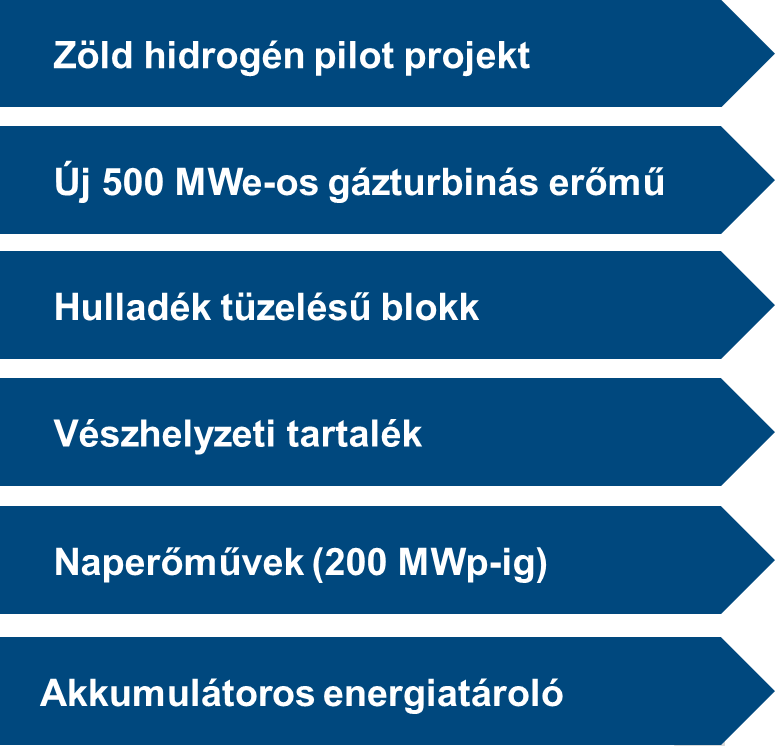 Zöld hidrogén pilot projekt
Új 500 MWe-os gázturbinás erőmű
Hulladék tüzelésű blokk
Vészhelyzeti tartalék
Naperőművek (200 MWp-ig)
Akkumulátoros energiatároló